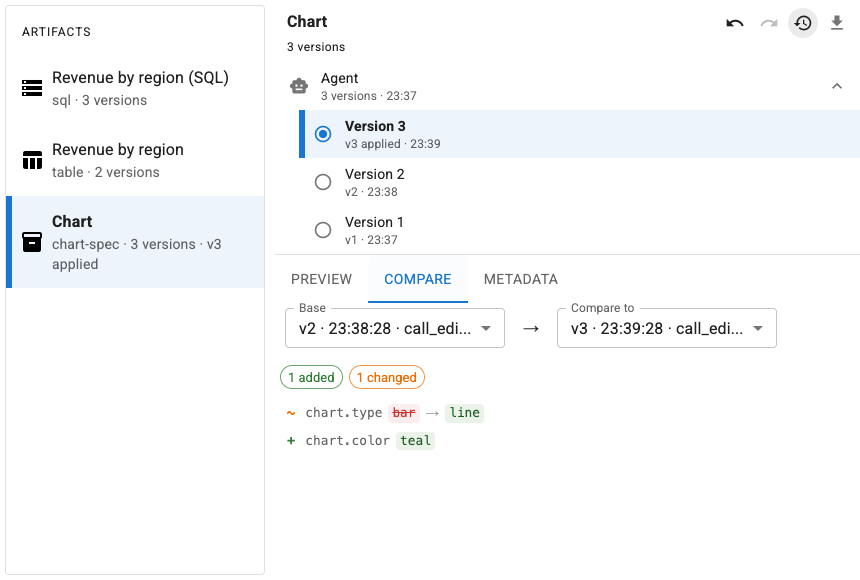 ARTIFACTS
Revenue by region (SQL)
sql · 3 versions
Revenue by region
table · 2 versions
Chart
chart-spec · 3 versions · v3
applied
Chart
3 versions
Agent
3 versions · 23:37
Version 3
v3 applied · 23:39
Version 2
v2 · 23:38
Version 1
v1 · 23:37
PREVIEW COMPARE METADATA
Base
v2 · 23:38:28 · call_edi...
→
Compare to
v3 · 23:39:28 · call_edi...
1 added 1 changed
~ chart.type bar → line
+ chart.color teal